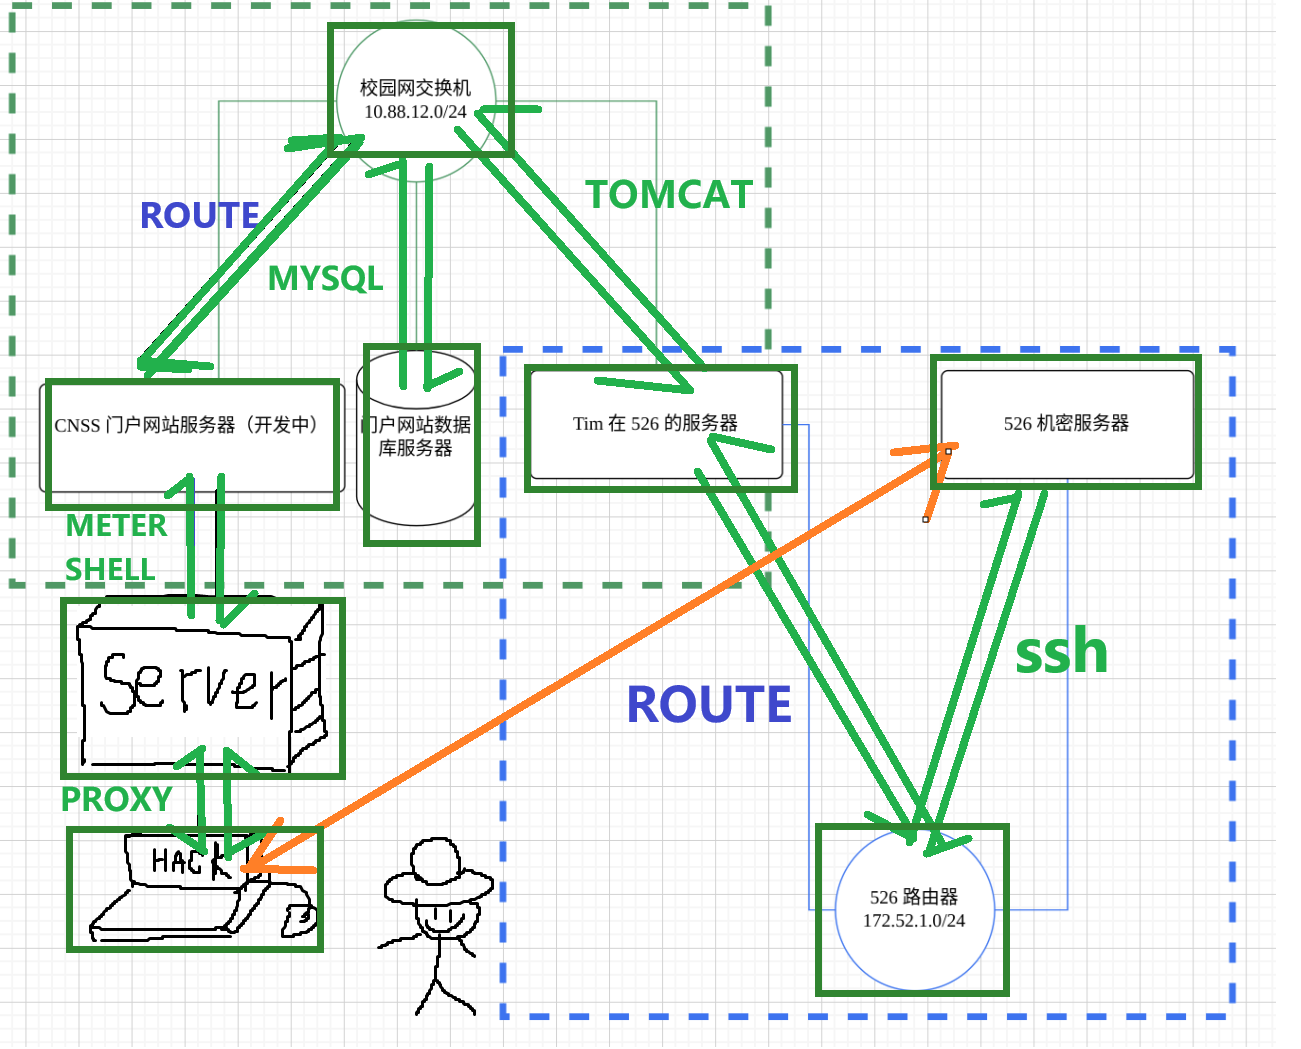 校园网交换机
10.88.12.0/24
TOMCAT
ROUTE
MYSQL
CNSS 门户网站服务器（开发中）
门户网站数据
库服务器
Tim 在 526 的服务器
526 机密服务器
METER
SHELL
Server
ssh
ROUTE
PROXY
HACK
526 路由器
172.52.1.0/24